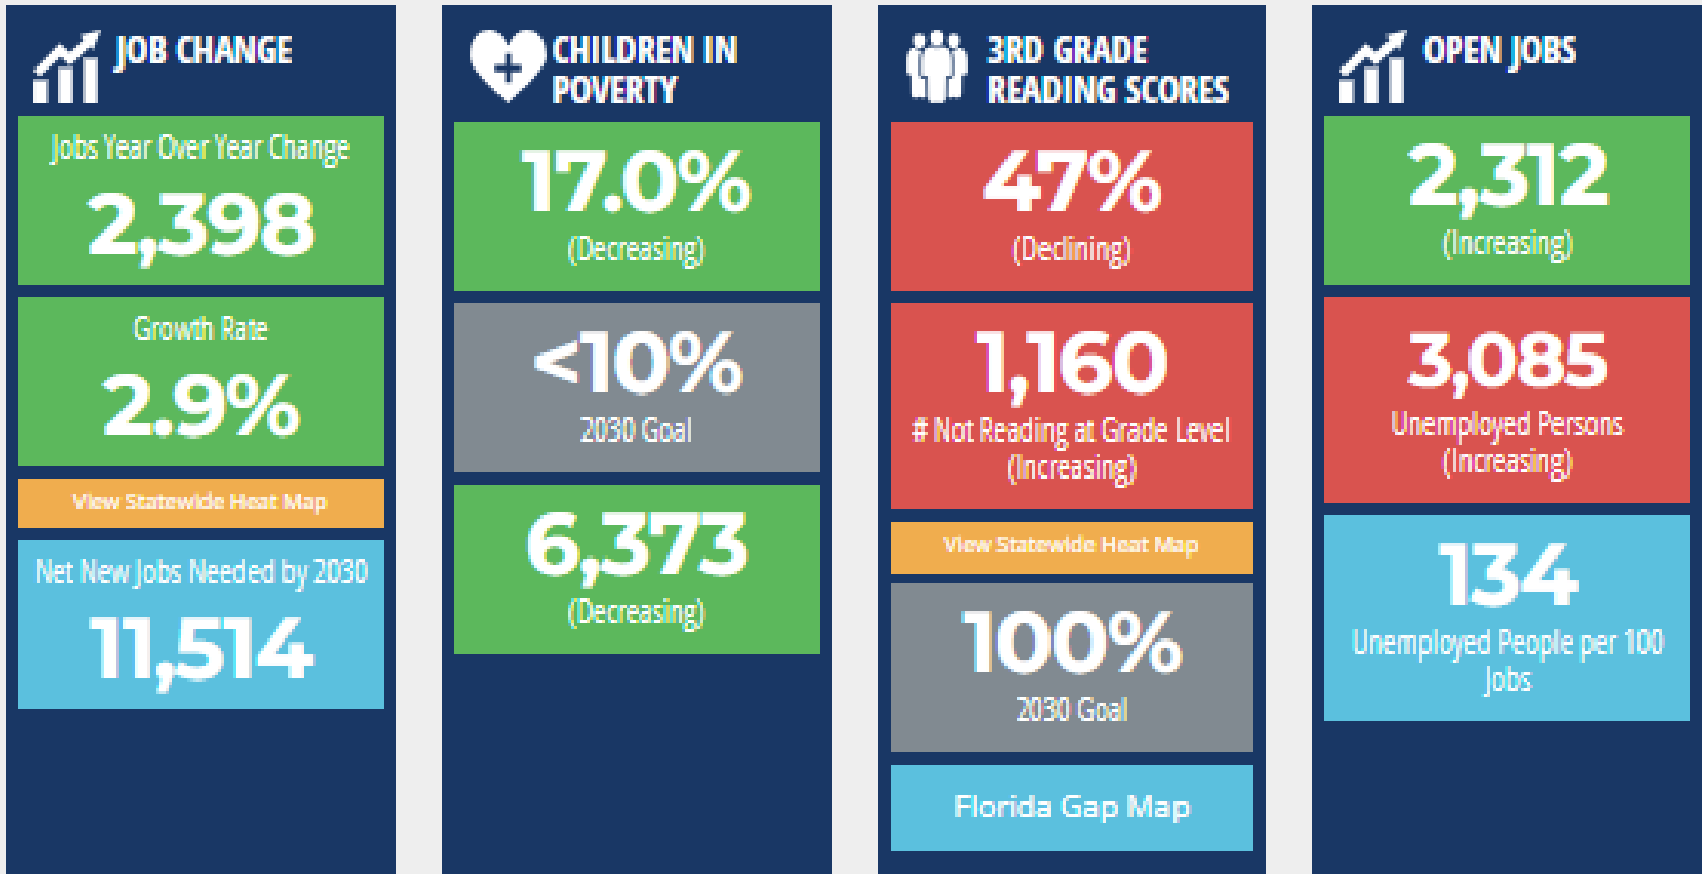 JOB CHANGE
Jobs Year Over Year Change
2,398
Growth Rate
2.9%
View Statewide Heat Map
Net New Jobs Needed by 2030
11,514
CHILDREN IN
POVERTY
17.0%
(Decreasing)
<10%
2030 Goal
6,373
(Decreasing)
3RD GRADE
READING SCORES
47%
(Declining)
1,160
# Not Reading at Grade Level
(Increasing)
View Statewide Heat Map
100%
2030 Goal
Florida Gap Map
OPEN JOBS
2,312
(Increasing)
3,085
Unemployed Persons
(Increasing)
134
Unemployed People per 100
Jobs